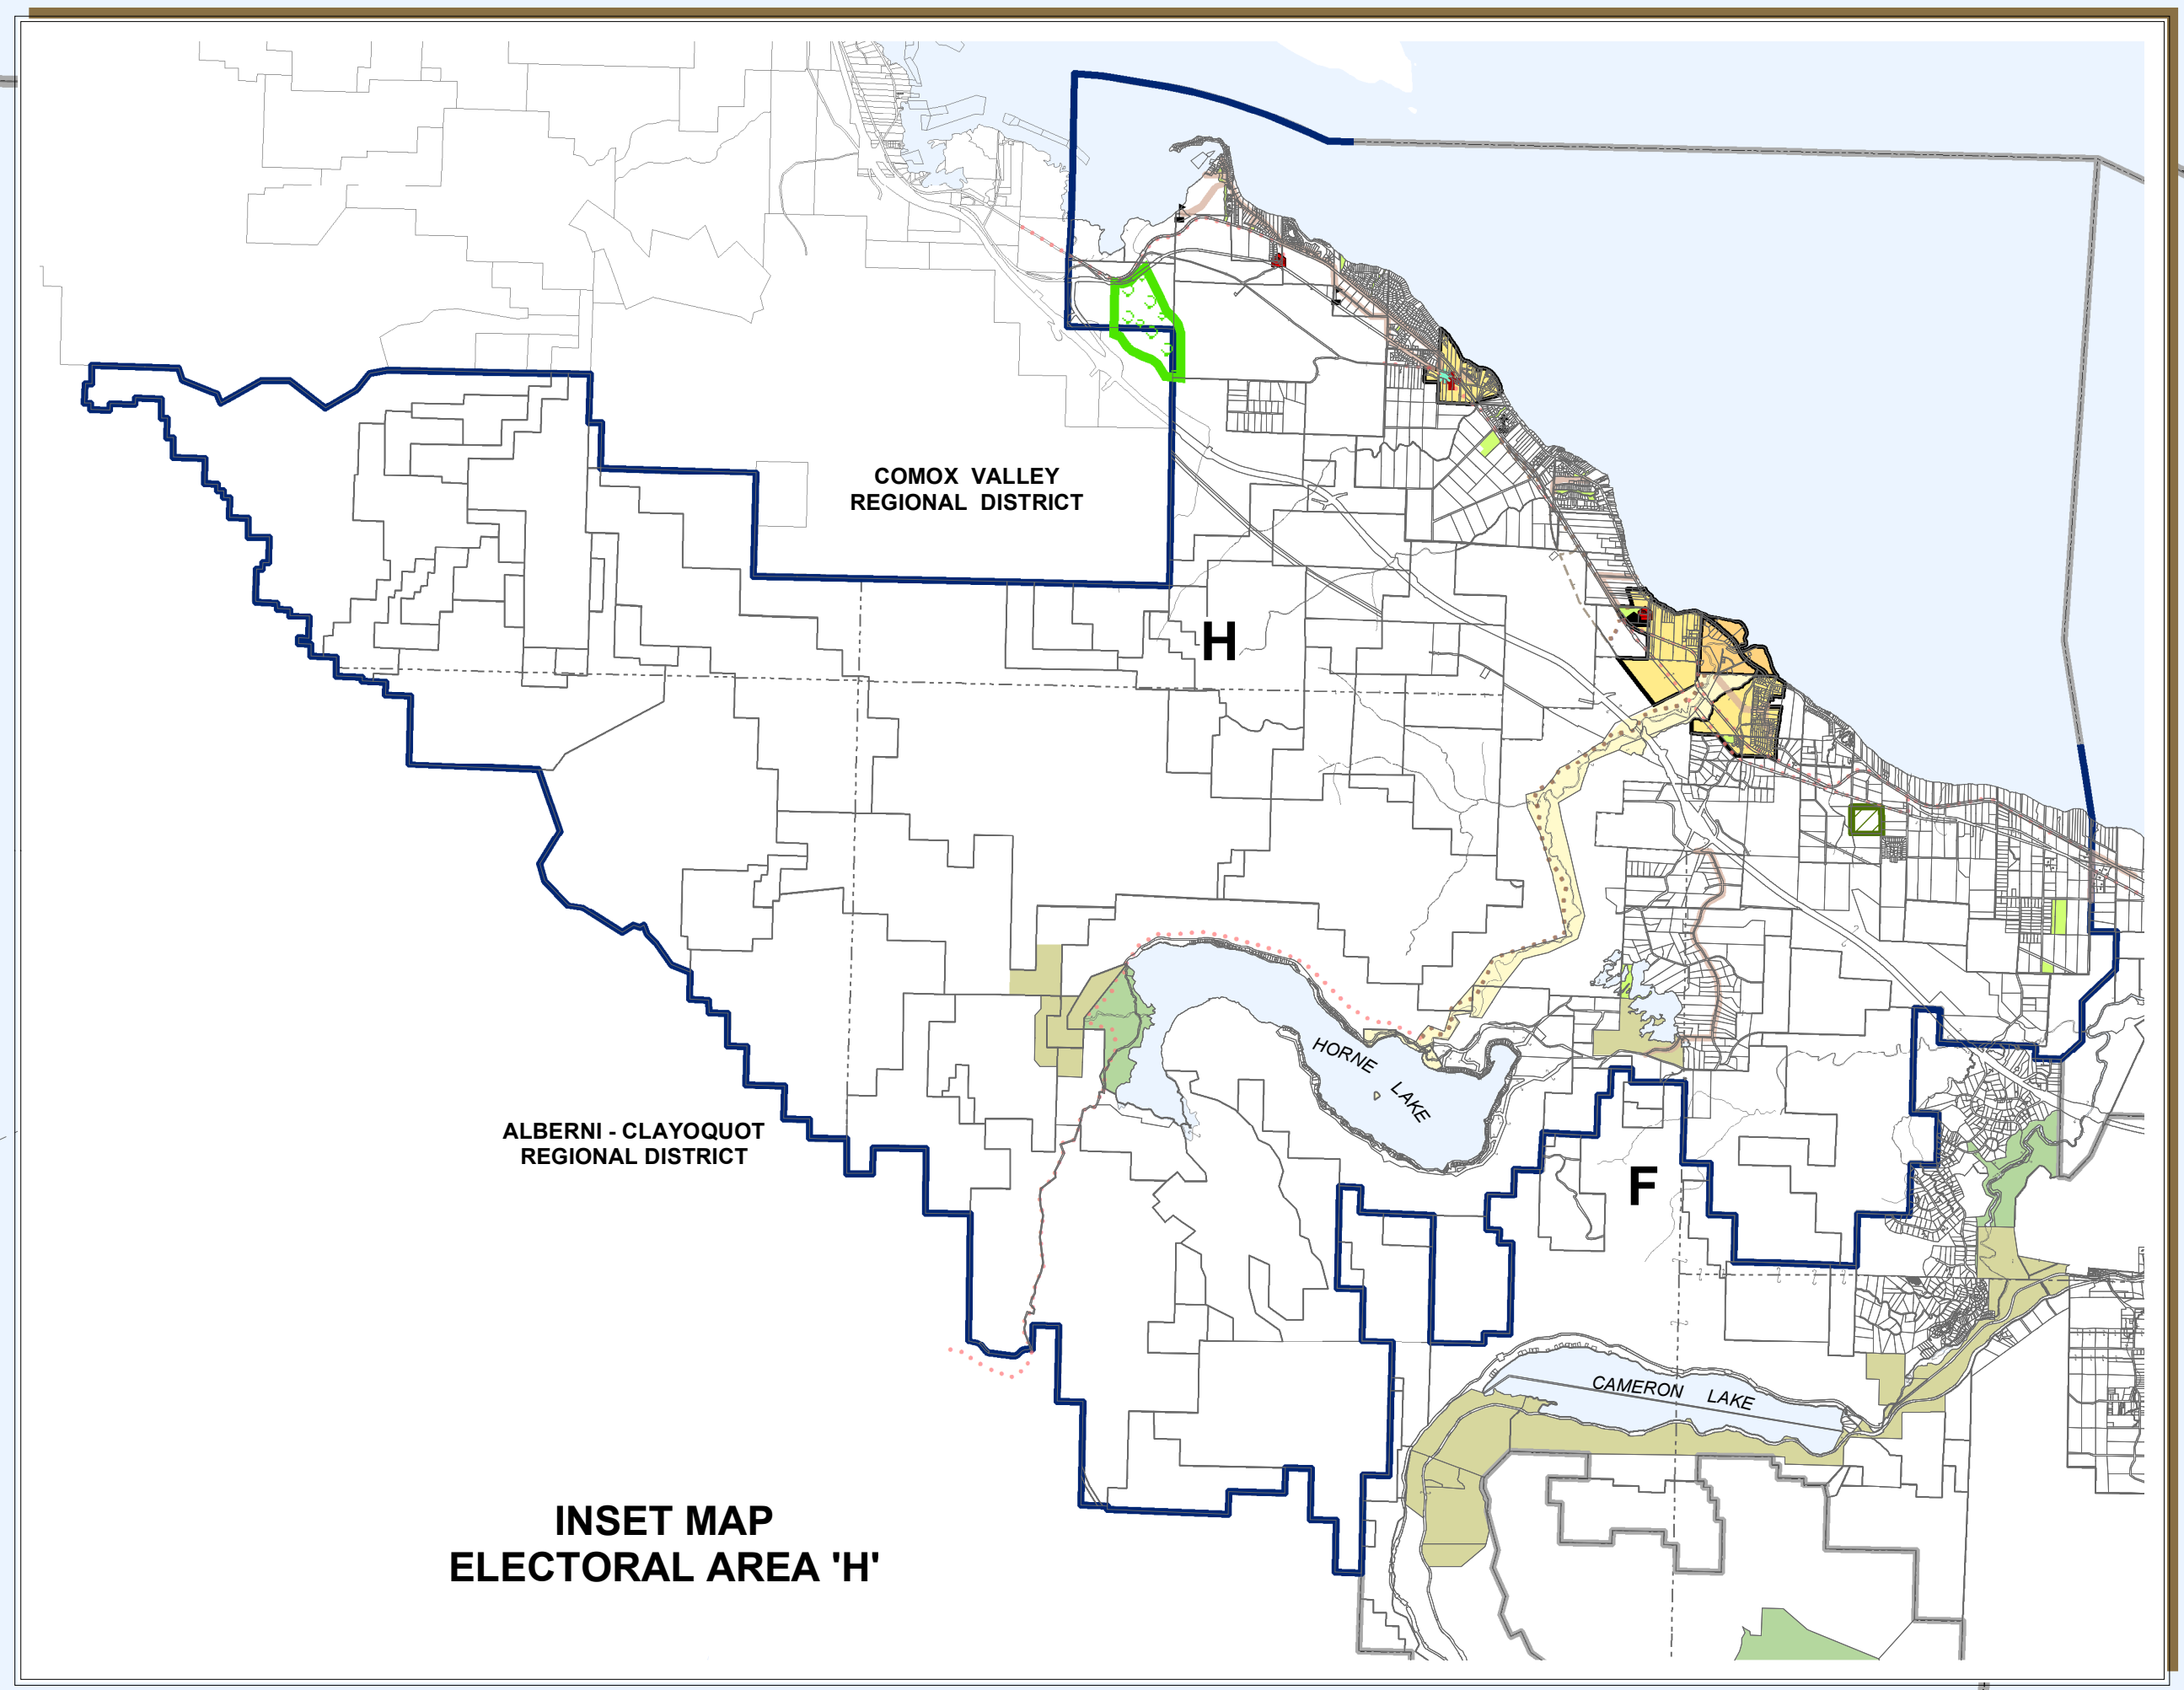 COMOX VALLEY
REGIONAL DISTRICT
H
HORNE LAKE
ALBERNI - CLAYOQUOT
REGIONAL DISTRICT
F
CAMERON LAKE
INSET MAP
ELECTORAL AREA 'H'